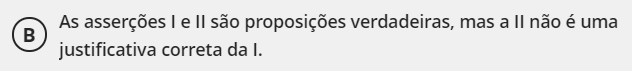 B As asserções I e II são proposições verdadeiras, mas a II não é uma
justificativa correta da I.